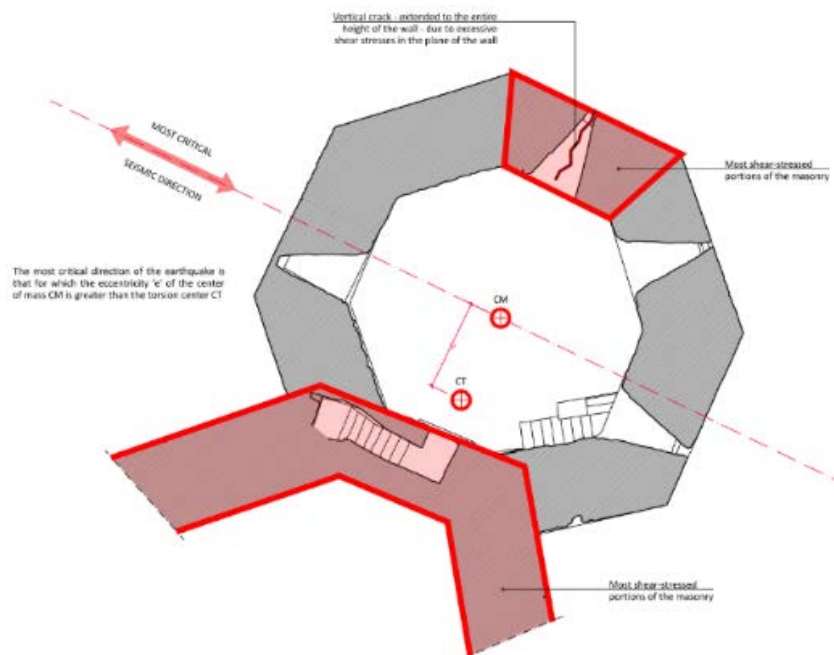 Vertical crack - extended to the entire
height of the wall - due to excessive
shear stresses in the plane of the wall
MOST CRITICAL
SEISMIC DIRECTION
Most shear-stressed
portions of the masonry
The most critical direction of the earthquake is
that for which the eccentricity 'e' of the center
of mass CM is greater than the torsion center CT
CM
CT
Most shear-stressed
portions of the masonry